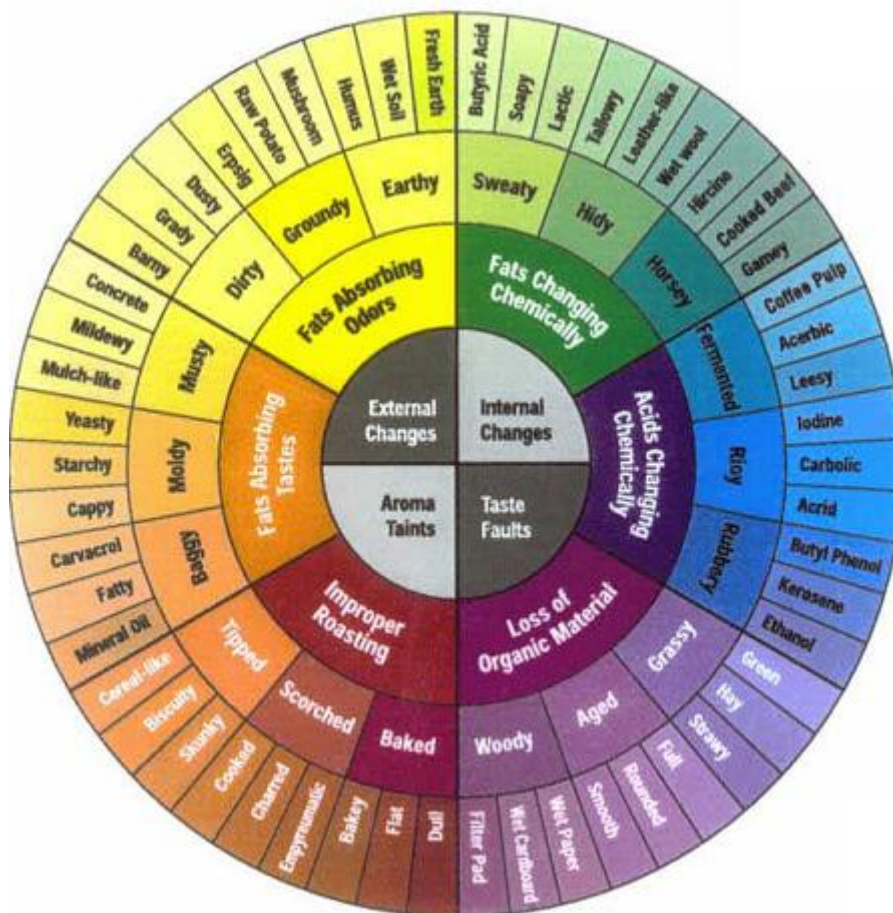 External
Changes
Internal
Changes
Aroma
Taints
Taste
Faults
Fats Changing
Chemically
Acids Changing
Chemically
Loss of
Organic Material
Improper
Roasting
Fats Absorbing
Tastes
Fats Absorbing
Odors
Sweaty
Hidy
Horsey
Fermented
Rioy
Rubbery
Grassy
Aged
Woody
Baked
Scorched
Tipped
Baggy
Moldy
Musty
Dirty
Groundy
Earthy
Butyric Acid
Soapy
Lactic
Tallowy
Leather-like
Wet wool
Hircine
Cooked Beef
Gamey
Coffee Pulp
Acerbic
Leesy
Iodine
Carbolic
Acrid
Butyl Phenol
Kerosene
Ethanol
Green
Hay
Strawy
Full
Rounded
Smooth
Wet Paper
Wet Cardboard
Filter Pad
Dull
Flat
Bakey
Empyreumatic
Charred
Cooked
Skunky
Biscuity
Cereal-like
Mineral Oil
Fatty
Carvacrol
Cappy
Starchy
Yeasty
Mulch-like
Mildewy
Concrete
Barny
Grady
Dusty
Erpsig
Raw Potato
Mushroom
Humus
Wet Soil
Fresh Earth